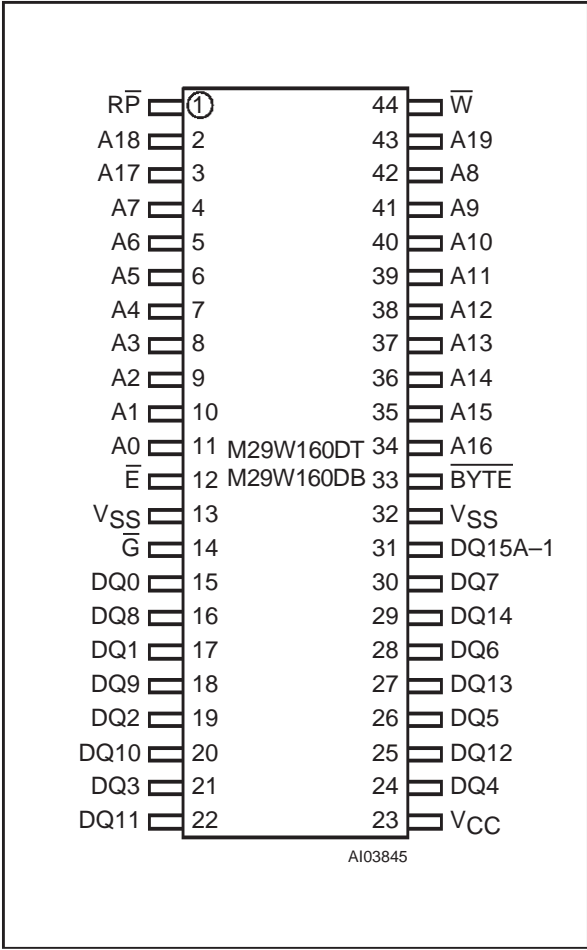 RP̅ 1 44 W̅
A18 2 43 A19
A17 3 42 A8
A7 4 41 A9
A6 5 40 A10
A5 6 39 A11
A4 7 38 A12
A3 8 37 A13
A2 9 36 A14
A1 10 35 A15
A0 11 M29W160DT 34 A16
E̅ 12 M29W160DB 33 B̅Y̅T̅E̅
VSS 13 32 VSS
G̅ 14 31 DQ15A–1
DQ0 15 30 DQ7
DQ8 16 29 DQ14
DQ1 17 28 DQ6
DQ9 18 27 DQ13
DQ2 19 26 DQ5
DQ10 20 25 DQ12
DQ3 21 24 DQ4
DQ11 22 23 VCC
AI03845